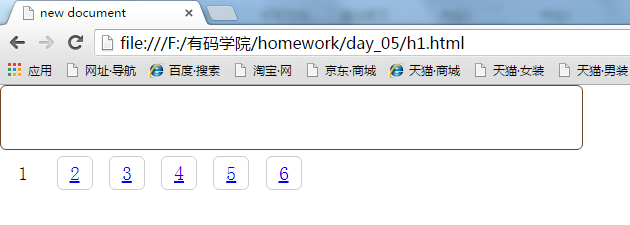 new document
file:///F:/有码学院/homework/day_05/h1.html
应用 网址·导航 百度·搜索 淘宝·网 京东·商城 天猫·商城 天猫·女装 天猫·男装
1 2 3 4 5 6